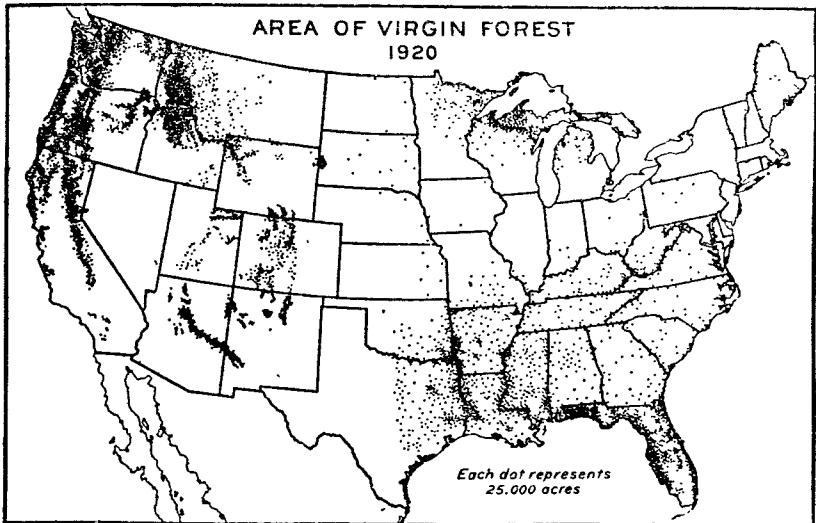 AREA OF VIRGIN FOREST
1920
Each dot represents
25.000 acres